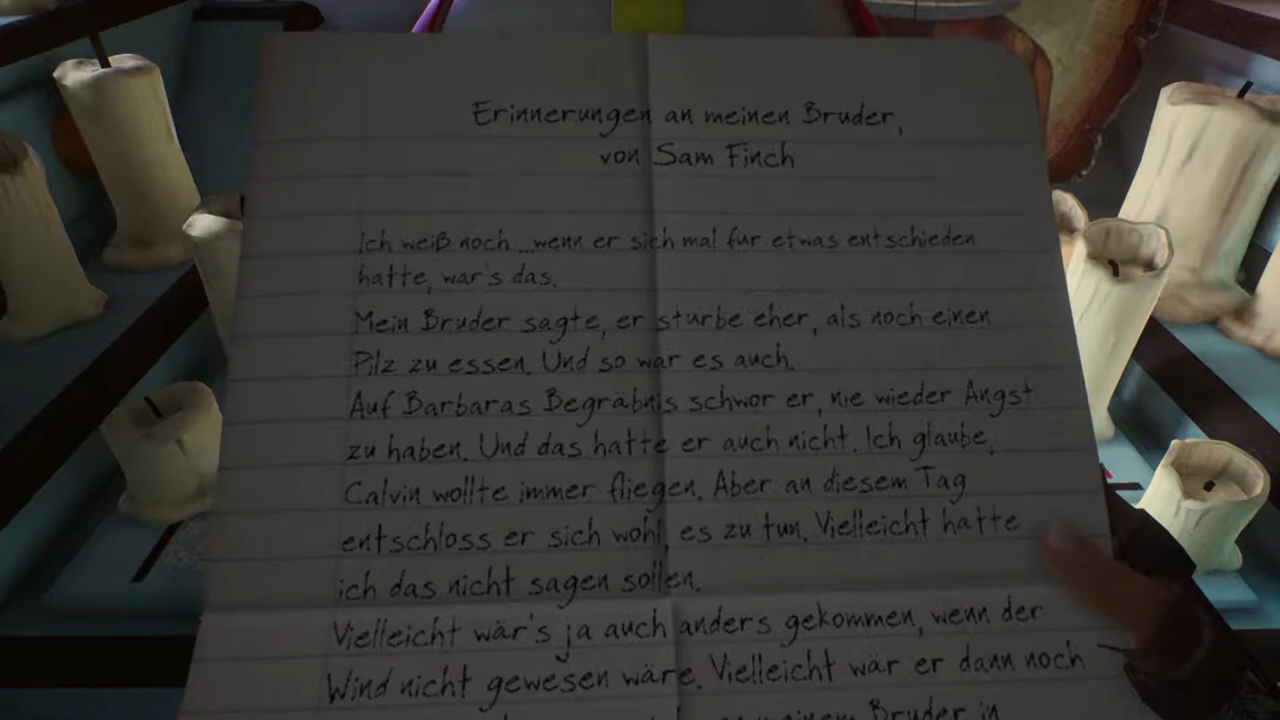 Erinnerungen an meinen Bruder,
von Sam Finch
Ich weiß noch...wenn er sich mal für etwas entschieden
hatte, war's das.
Mein Bruder sagte, er sturbe eher, als noch einen
Pilz zu essen. Und so war es auch.
Auf Barbaras Begräbnis schwor er, nie wieder Angst
zu haben. Und das hatte er auch nicht. Ich glaube,
Calvin wollte immer fliegen. Aber an diesem Tag
entschloss er sich wohl, es zu tun. Vielleicht hatte
ich das nicht sagen sollen.
Vielleicht wär's ja auch anders gekommen, wenn der
Wind nicht gewesen wäre. Vielleicht wär er dann noch
meinem Bruder in